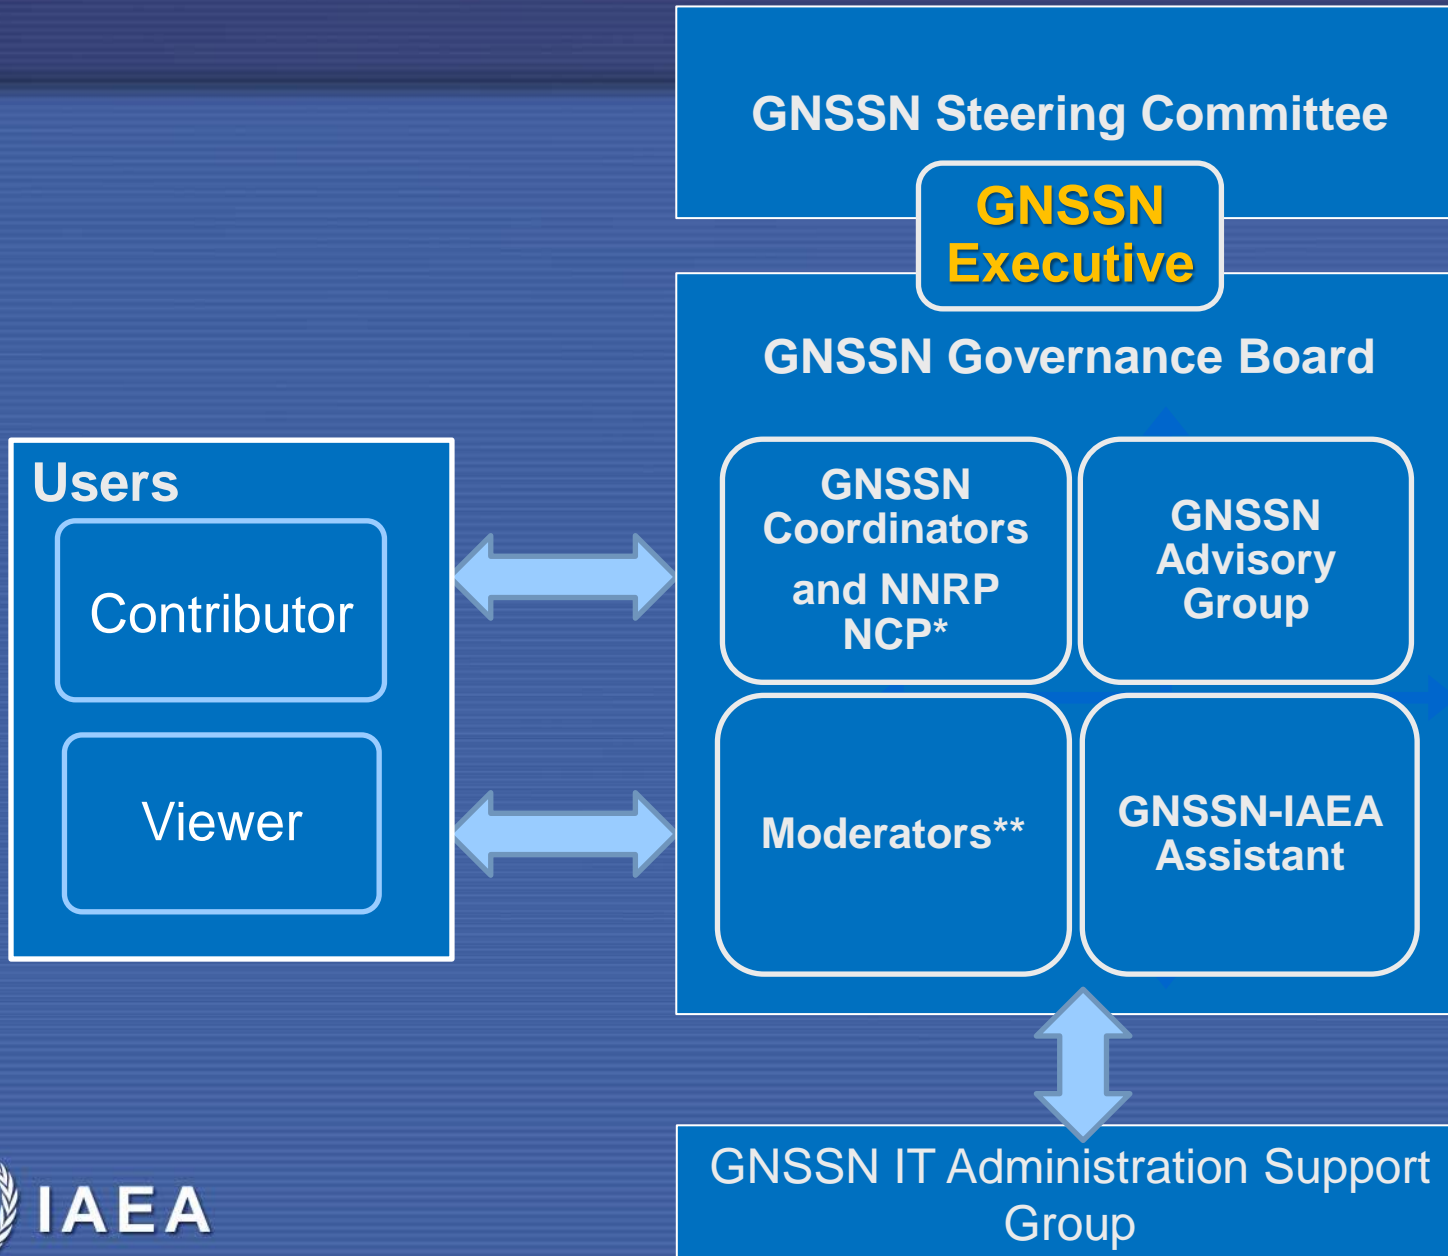 GNSSN Steering Committee
GNSSN
Executive
GNSSN Governance Board
Users
Contributor
Viewer
GNSSN
Coordinators
and NNRP
NCP*
GNSSN
Advisory
Group
Moderators**
GNSSN-IAEA
Assistant
GNSSN IT Administration Support
Group
IAEA